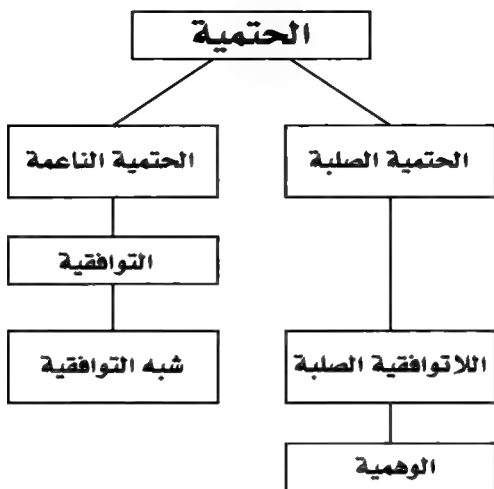 الحتمية
الحتمية الصلبة
الحتمية الناعمة
التوافقية
اللاتوافقية الصلبة
شبه التوافقية
الوهمية